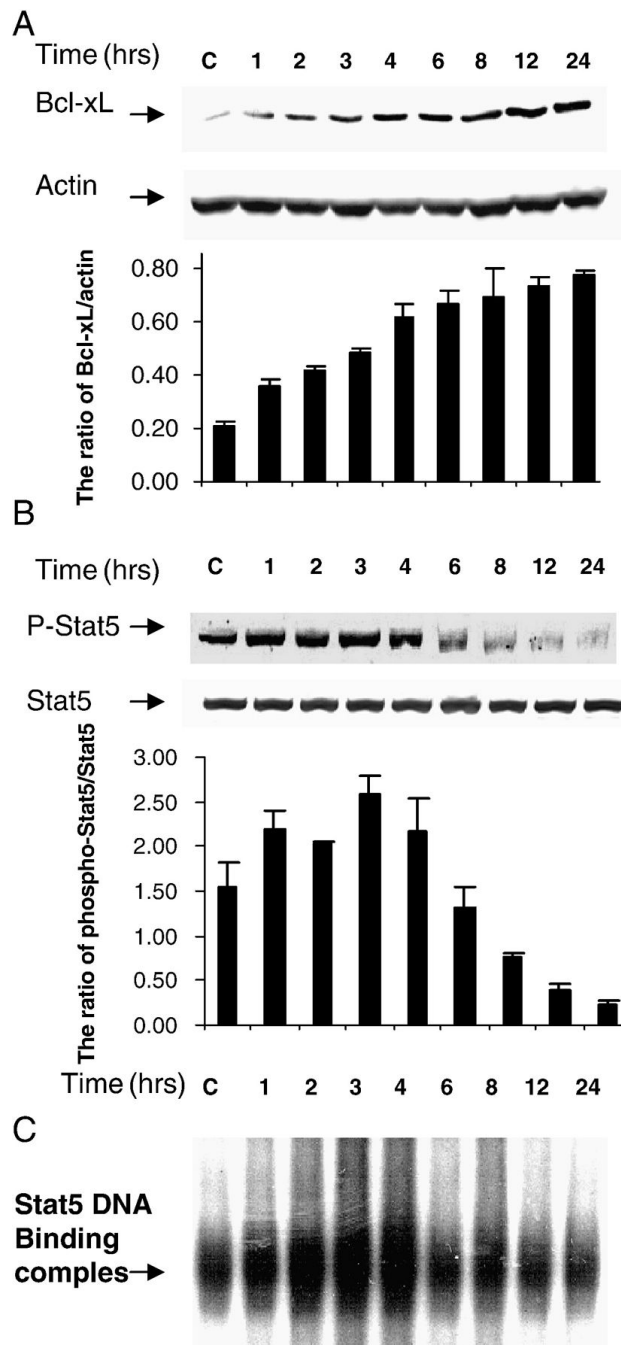 A
Time (hrs) C 1 2 3 4 6 8 12 24
Bcl-xL
Actin
The ratio of Bcl-xL/actin
0.80
0.60
0.40
0.20
0.00
B
Time (hrs) C 1 2 3 4 6 8 12 24
P-Stat5
Stat5
The ratio of phospho-Stat5/Stat5
3.00
2.50
2.00
1.50
1.00
0.50
0.00
Time (hrs) C 1 2 3 4 6 8 12 24
C
Stat5 DNA
Binding
comples